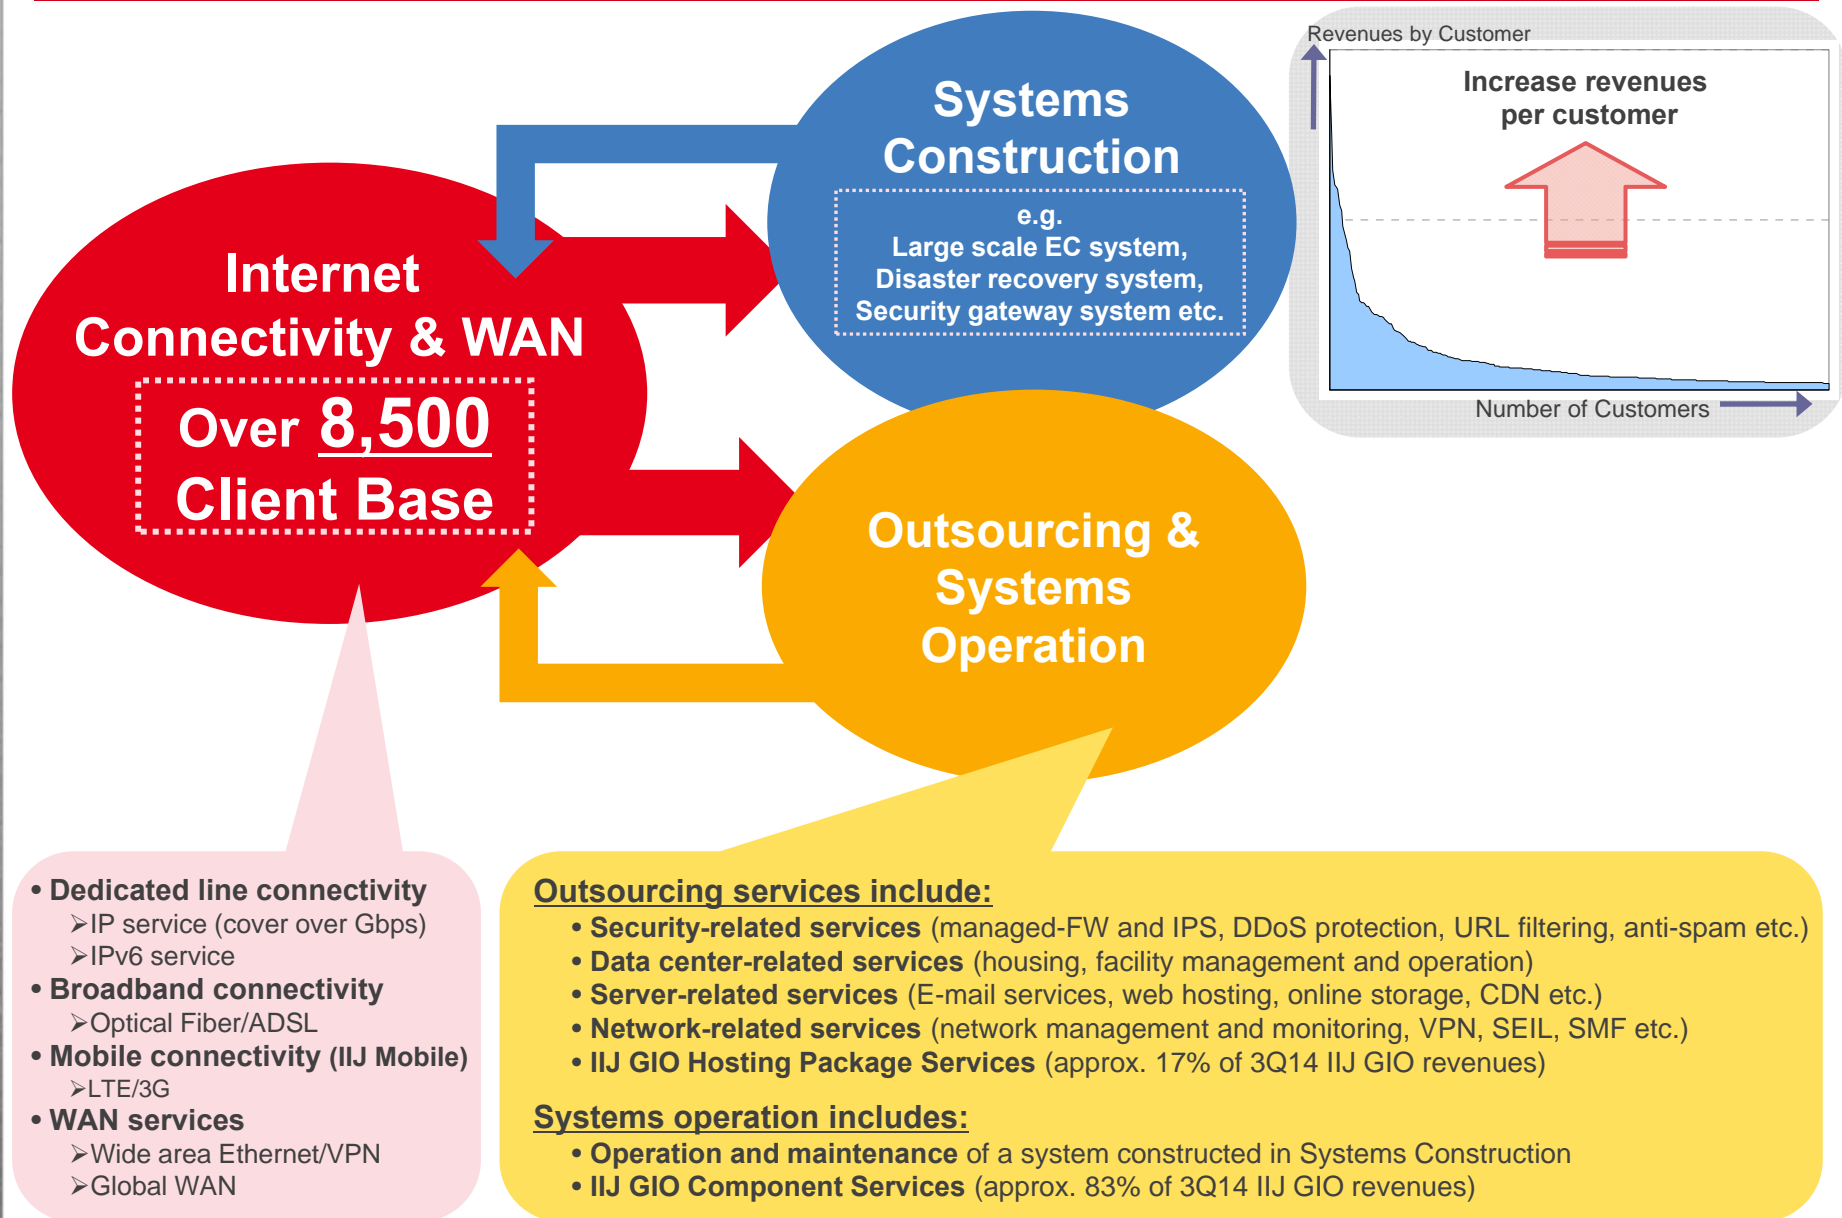 Internet
Connectivity & WAN
Over 8,500
Client Base
Systems
Construction
e.g.
Large scale EC system,
Disaster recovery system,
Security gateway system etc.
Revenues by Customer
Increase revenues
per customer
Number of Customers
Outsourcing &
Systems
Operation
• Dedicated line connectivity
➢IP service (cover over Gbps)
➢IPv6 service
• Broadband connectivity
➢Optical Fiber/ADSL
• Mobile connectivity (IIJ Mobile)
➢LTE/3G
• WAN services
➢Wide area Ethernet/VPN
➢Global WAN
Outsourcing services include:
• Security-related services (managed-FW and IPS, DDoS protection, URL filtering, anti-spam etc.)
• Data center-related services (housing, facility management and operation)
• Server-related services (E-mail services, web hosting, online storage, CDN etc.)
• Network-related services (network management and monitoring, VPN, SEIL, SMF etc.)
• IIJ GIO Hosting Package Services (approx. 17% of 3Q14 IIJ GIO revenues)
Systems operation includes:
• Operation and maintenance of a system constructed in Systems Construction
• IIJ GIO Component Services (approx. 83% of 3Q14 IIJ GIO revenues)